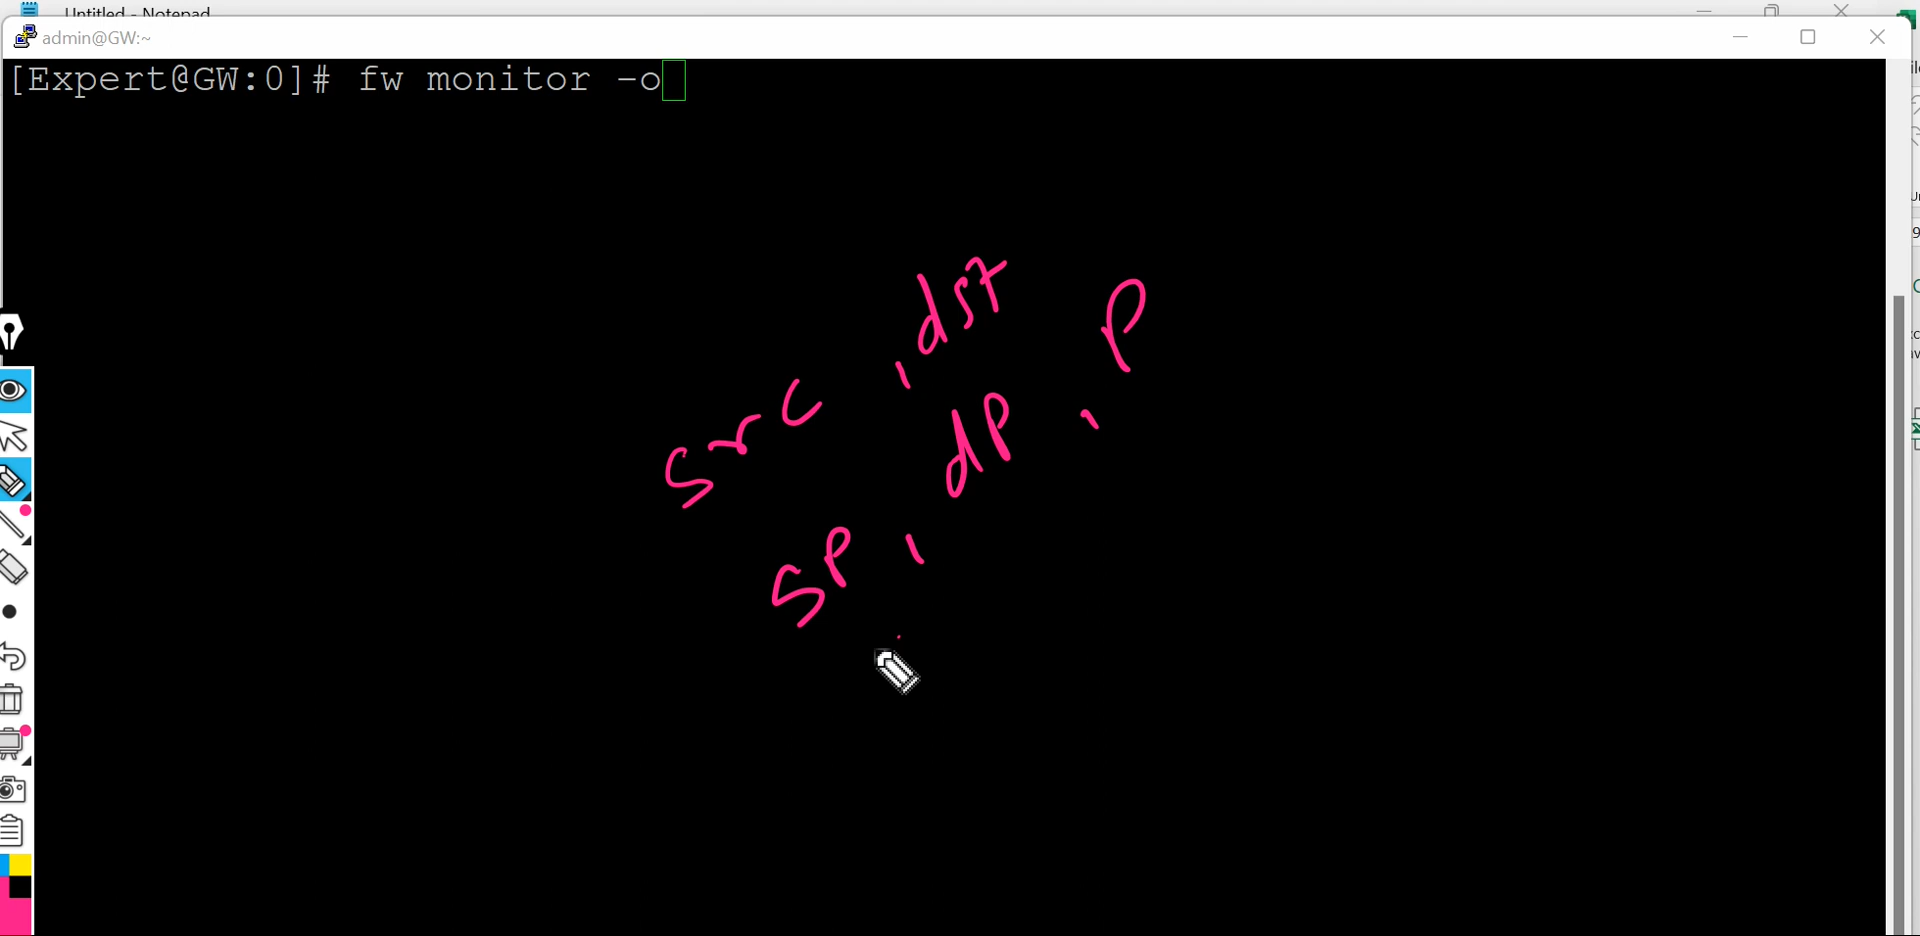 Untitled - Notepad
admin@GW:~
[Expert@GW:0]# fw monitor -o
src , dst
sp , dp , p